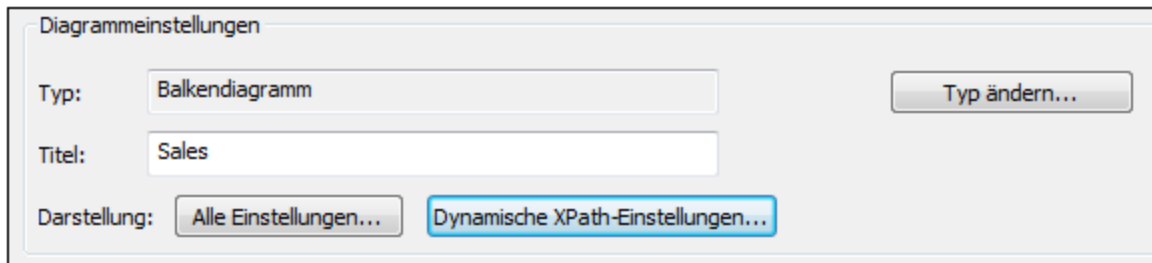 Diagrammeinstellungen
Typ: Balkendiagramm Typ ändern...
Titel: Sales
Darstellung: Alle Einstellungen... Dynamische XPath-Einstellungen...